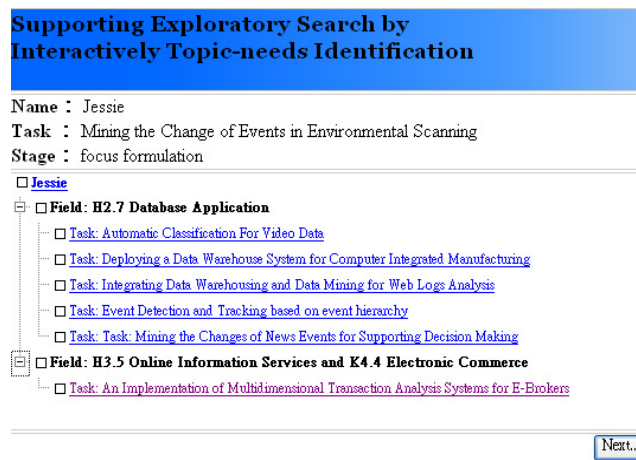 Supporting Exploratory Search by
Interactively Topic-needs Identification
Name : Jessie
Task : Mining the Change of Events in Environmental Scanning
Stage : focus formulation
Jessie
Field: H2.7 Database Application
Task: Automatic Classification For Video Data
Task: Deploying a Data Warehouse System for Computer Integrated Manufacturing
Task: Integrating Data Warehousing and Data Mining for Web Logs Analysis
Task: Event Detection and Tracking based on event hierarchy
Task: Task: Mining the Changes of News Events for Supporting Decision Making
Field: H3.5 Online Information Services and K4.4 Electronic Commerce
Task: An Implementation of Multidimensional Transaction Analysis Systems for E-Brokers
Next..